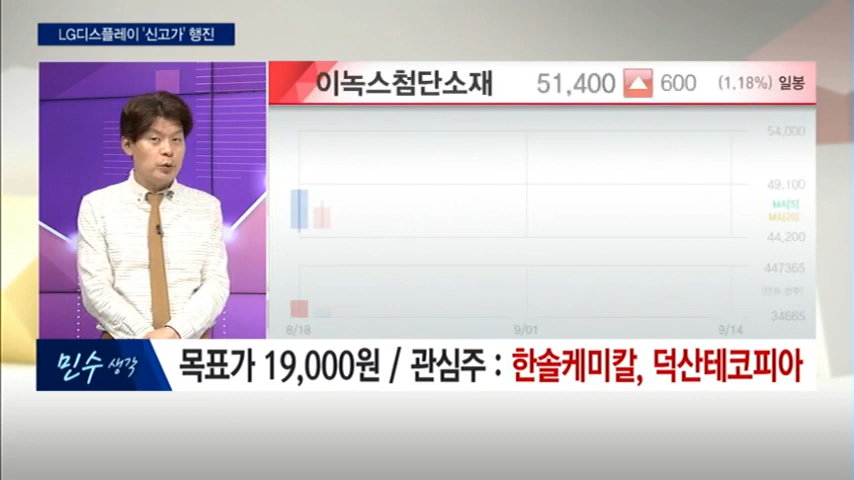 LG디스플레이 '신고가' 행진
이녹스첨단소재 51,400 600 (1.18%) 일봉
54,000
49,100
MA[5]
MA[20]
44,200
447365
34665
8/18 9/01 9/14
민수 생각 목표가 19,000원 / 관심주 : 한솔케미칼, 덕산테코피아